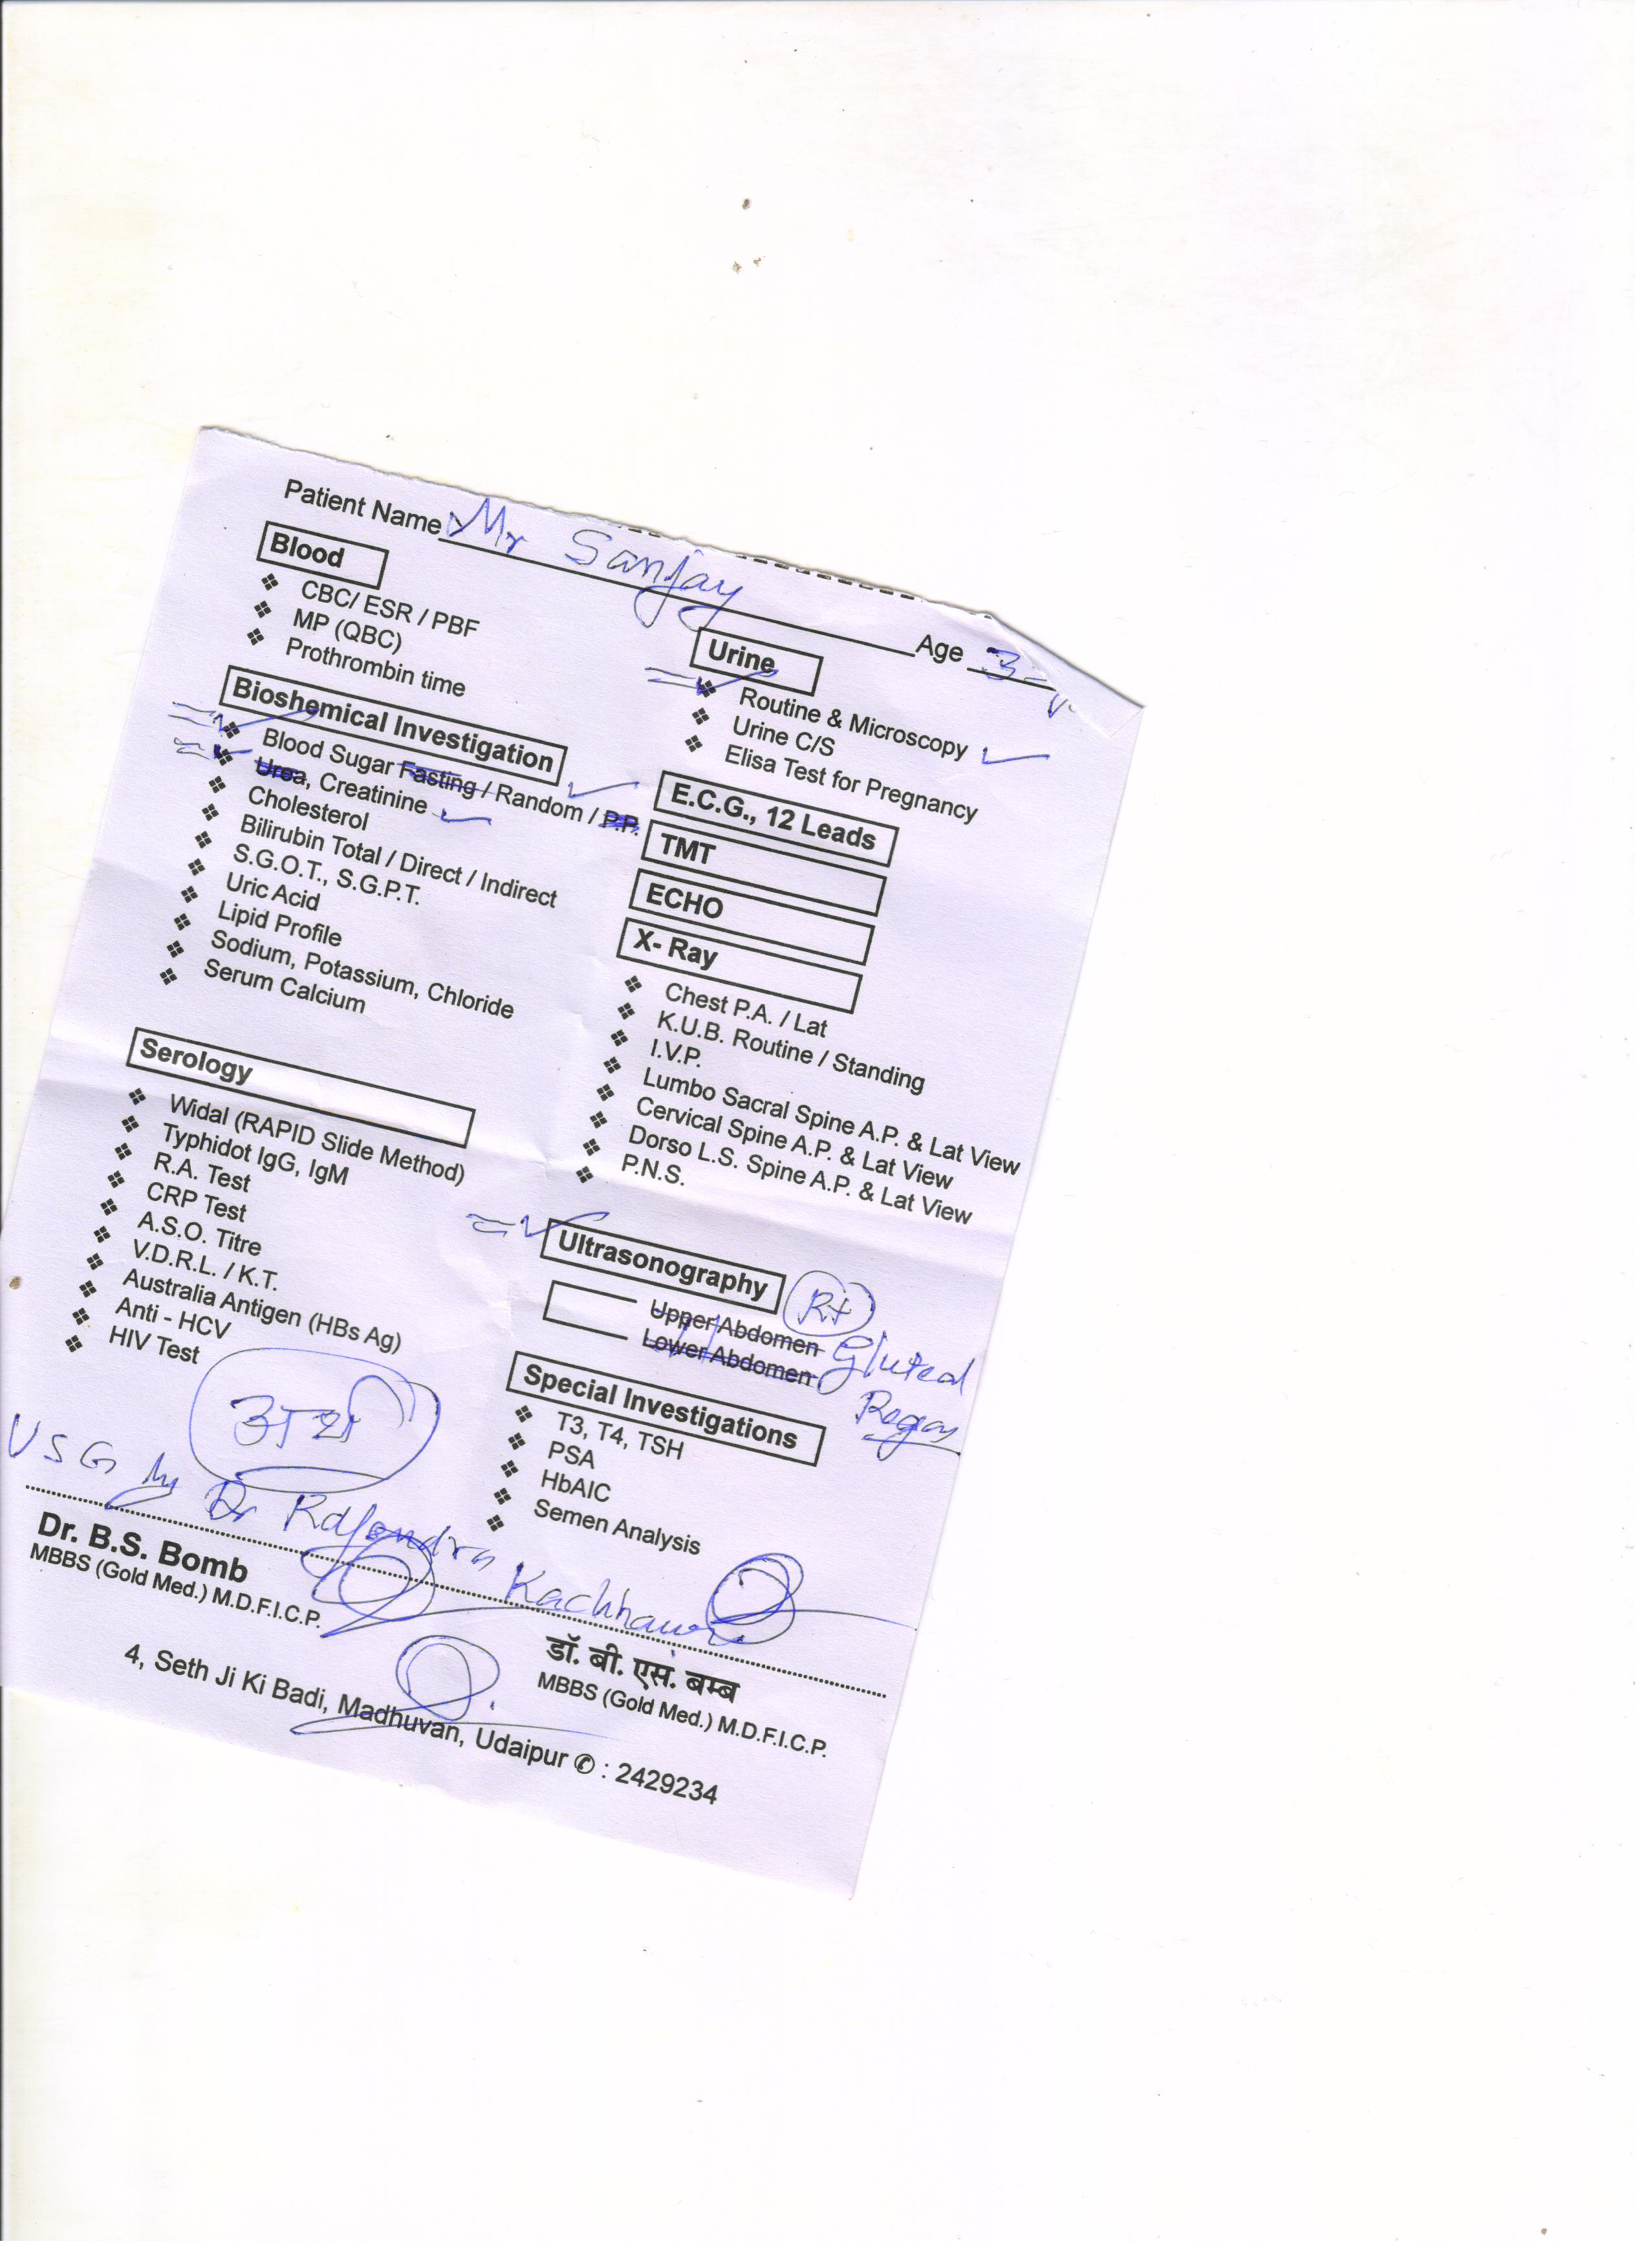 Patient Name Mr Sanjay Age 3
Blood
CBC/ ESR / PBF
MP (QBC)
Prothrombin time
Bioshemical Investigation
Blood Sugar Fasting / Random / P.P.
Urea, Creatinine
Cholesterol
Bilirubin Total / Direct / Indirect
S.G.O.T., S.G.P.T.
Uric Acid
Lipid Profile
Sodium, Potassium, Chloride
Serum Calcium
Serology
Widal (RAPID Slide Method)
Typhidot IgG, IgM
R.A. Test
CRP Test
A.S.O. Titre
V.D.R.L. / K.T.
Australia Antigen (HBs Ag)
Anti - HCV
HIV Test
Urine
Routine & Microscopy
Urine C/S
Elisa Test for Pregnancy
E.C.G., 12 Leads
TMT
ECHO
X- Ray
Chest P.A. / Lat
K.U.B. Routine / Standing
I.V.P.
Lumbo Sacral Spine A.P. & Lat View
Cervical Spine A.P. & Lat View
Dorso L.S. Spine A.P. & Lat View
P.N.S.
Ultrasonography
Rt
Upper Abdomen
Lower Abdomen
Gluteal
Region
Special Investigations
T3, T4, TSH
PSA
HbAIC
Semen Analysis
USG by Dr Rajendra Kachhawa
Dr. B.S. Bomb
MBBS (Gold Med.) M.D.F.I.C.P.
डॉ. बी. एस. बम्ब
MBBS (Gold Med.) M.D.F.I.C.P.
4, Seth Ji Ki Badi, Madhuvan, Udaipur ✆ : 2429234